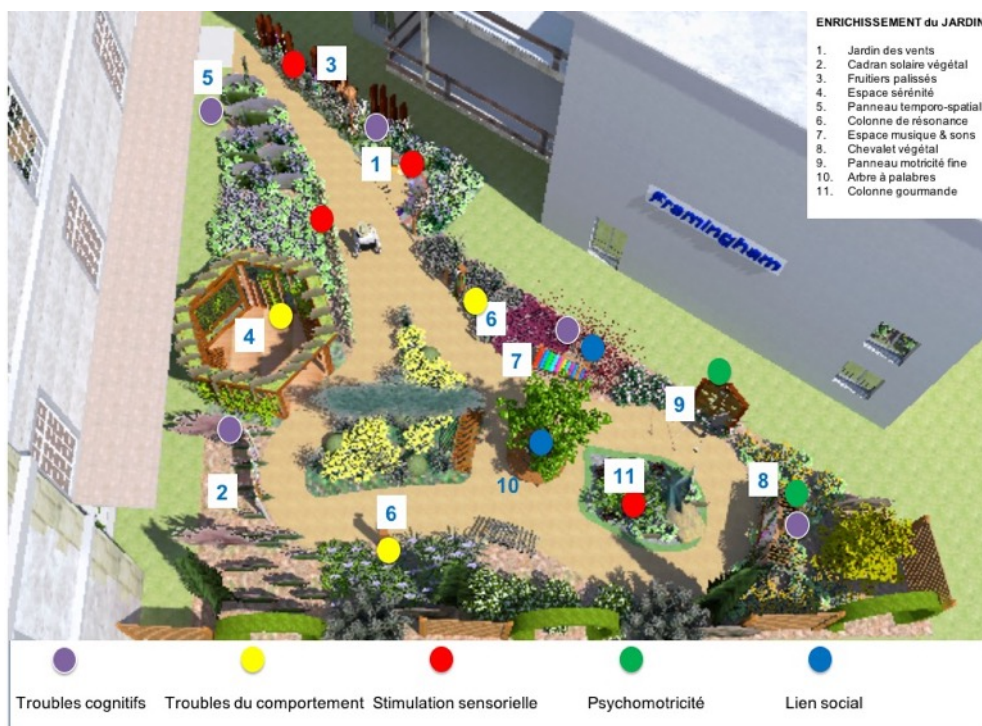 ENRICHISSEMENT du JARDIN
1. Jardin des vents
2. Cadran solaire végétal
3. Fruitiers palissés
4. Espace sérénité
5. Panneau temporo-spatial
6. Colonne de résonance
7. Espace musique & sons
8. Chevalet végétal
9. Panneau motricité fine
10. Arbre à palabres
11. Colonne gourmande
3
5
1
Framingham
6
4
7
9
11
8
10
2
6
Troubles cognitifs
Troubles du comportement
Stimulation sensorielle
Psychomotricité
Lien social